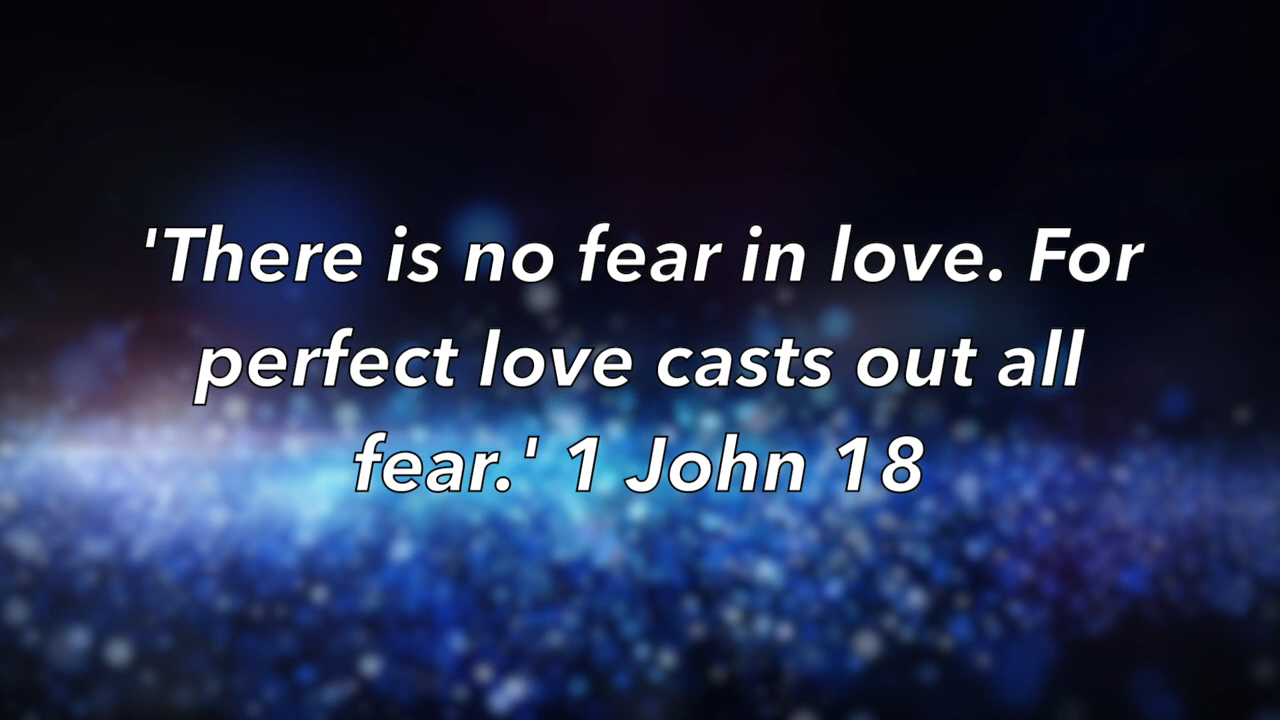 'There is no fear in love. For
perfect love casts out all
fear.' 1 John 18